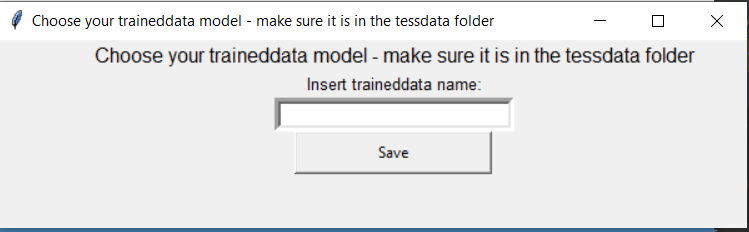 Choose your traineddata model - make sure it is in the tessdata folder
Choose your traineddata model - make sure it is in the tessdata folder
Insert traineddata name:
Save